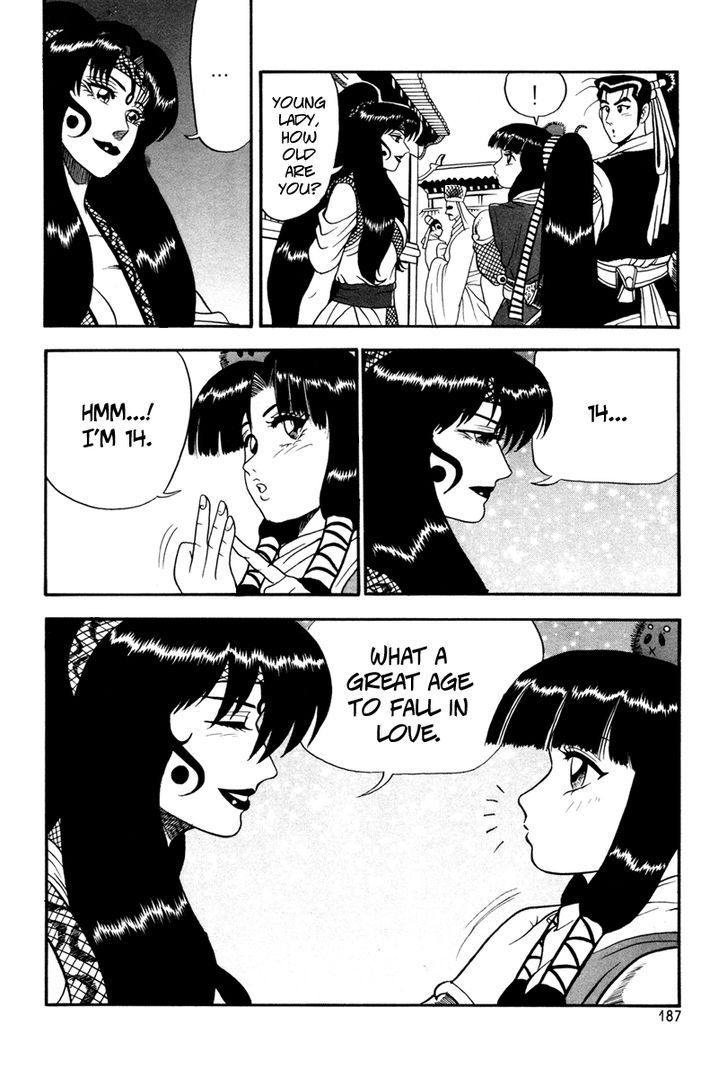 ...
YOUNG
LADY,
HOW
OLD
ARE
YOU?
!
HMM...!
I'M 14.
14...
WHAT A
GREAT AGE
TO FALL IN
LOVE.
187